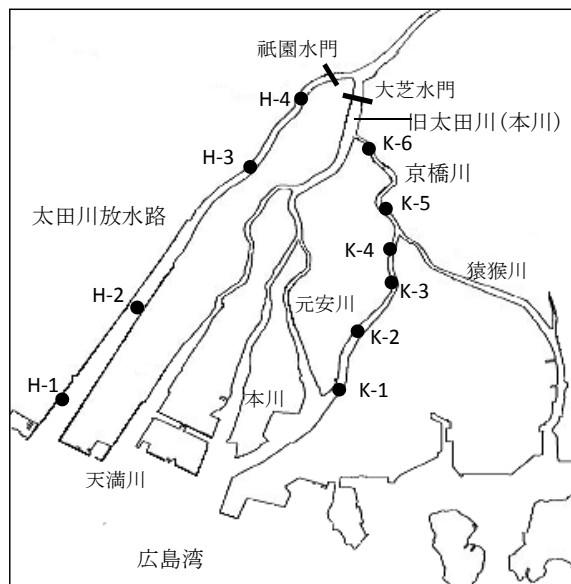 祇園水門
大芝水門
H-4
旧太田川(本川)
K-6
京橋川
H-3
K-5
太田川放水路
K-4
猿猴川
K-3
H-2
元安川
K-2
H-1
本川
K-1
天満川
広島湾